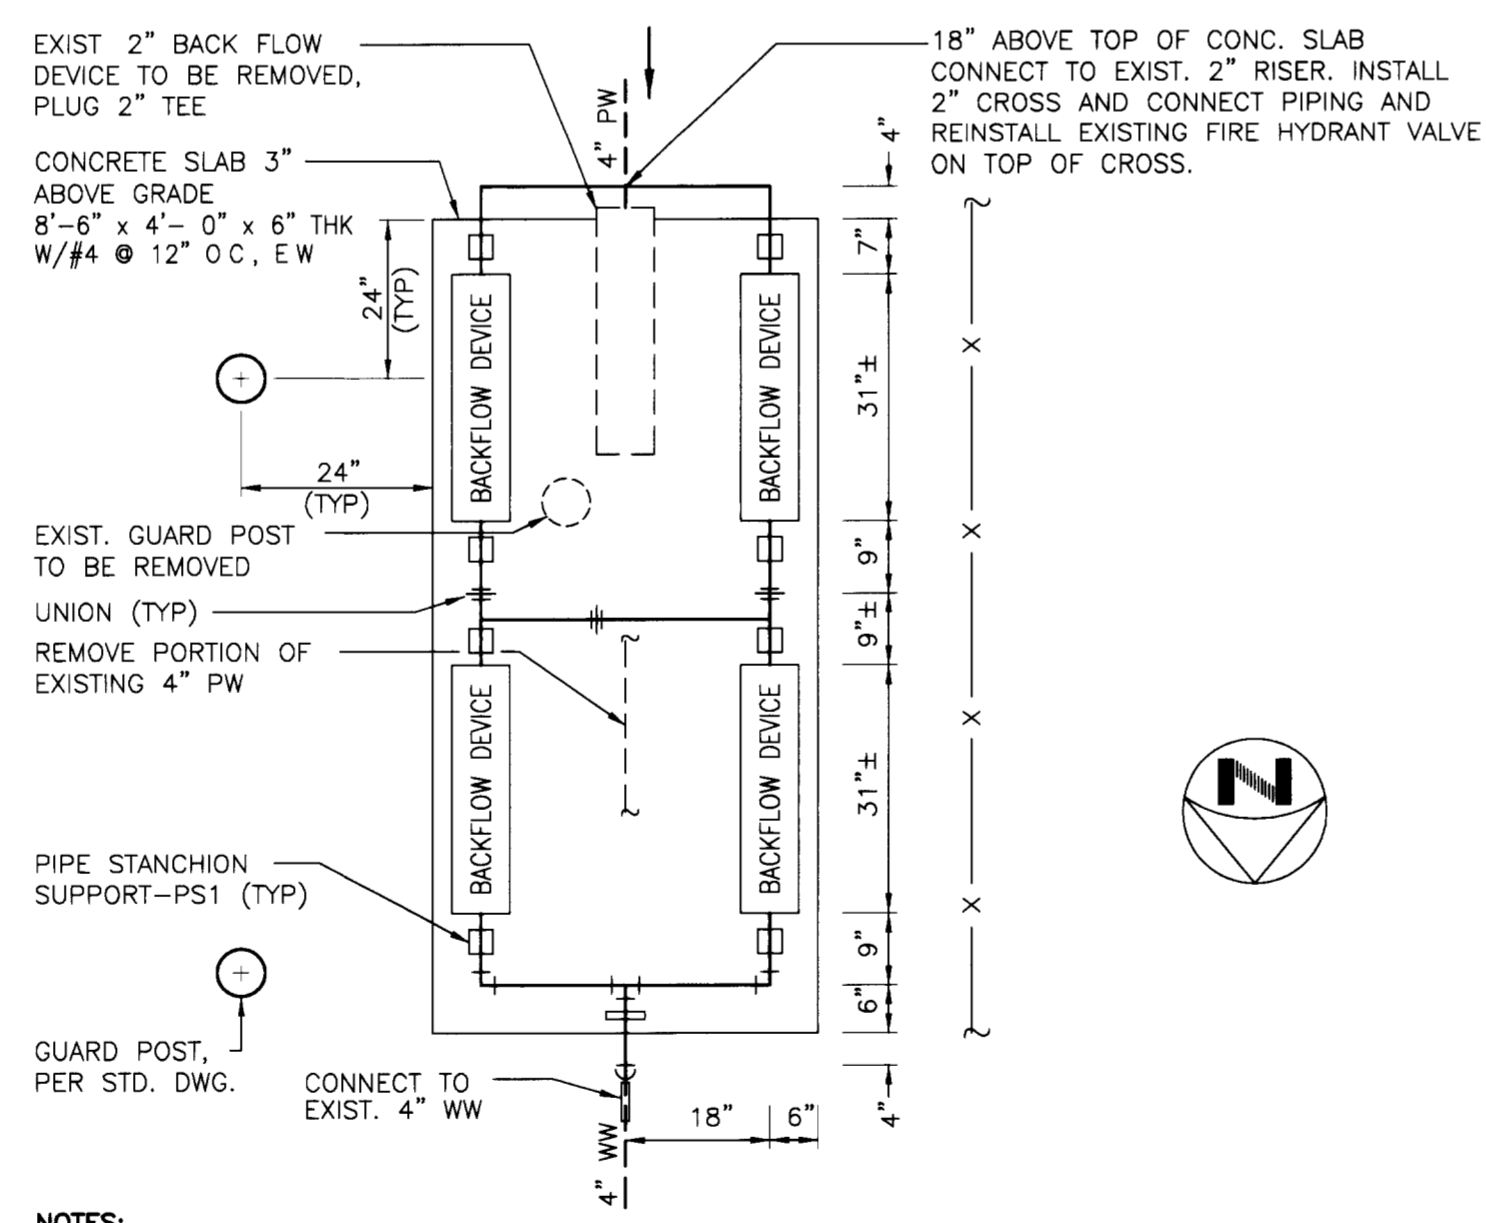 EXIST 2" BACK FLOW
DEVICE TO BE REMOVED,
PLUG 2" TEE
4" PW
18" ABOVE TOP OF CONC. SLAB
CONNECT TO EXIST. 2" RISER. INSTALL
2" CROSS AND CONNECT PIPING AND
REINSTALL EXISTING FIRE HYDRANT VALVE
ON TOP OF CROSS.
4"
CONCRETE SLAB 3"
ABOVE GRADE
8'-6" x 4'- 0" x 6" THK
W/#4 @ 12" OC, EW
24"
(TYP)
7"
BACKFLOW DEVICE
BACKFLOW DEVICE
31"±
X
24"
(TYP)
EXIST. GUARD POST
TO BE REMOVED
9"
X
UNION (TYP)
9"±
REMOVE PORTION OF
EXISTING 4" PW
X
BACKFLOW DEVICE
BACKFLOW DEVICE
31"±
N
PIPE STANCHION
SUPPORT-PS1 (TYP)
X
9"
6"
GUARD POST,
PER STD. DWG.
CONNECT TO
EXIST. 4" WW
18"
6"
4"
4" WW
NOTES: